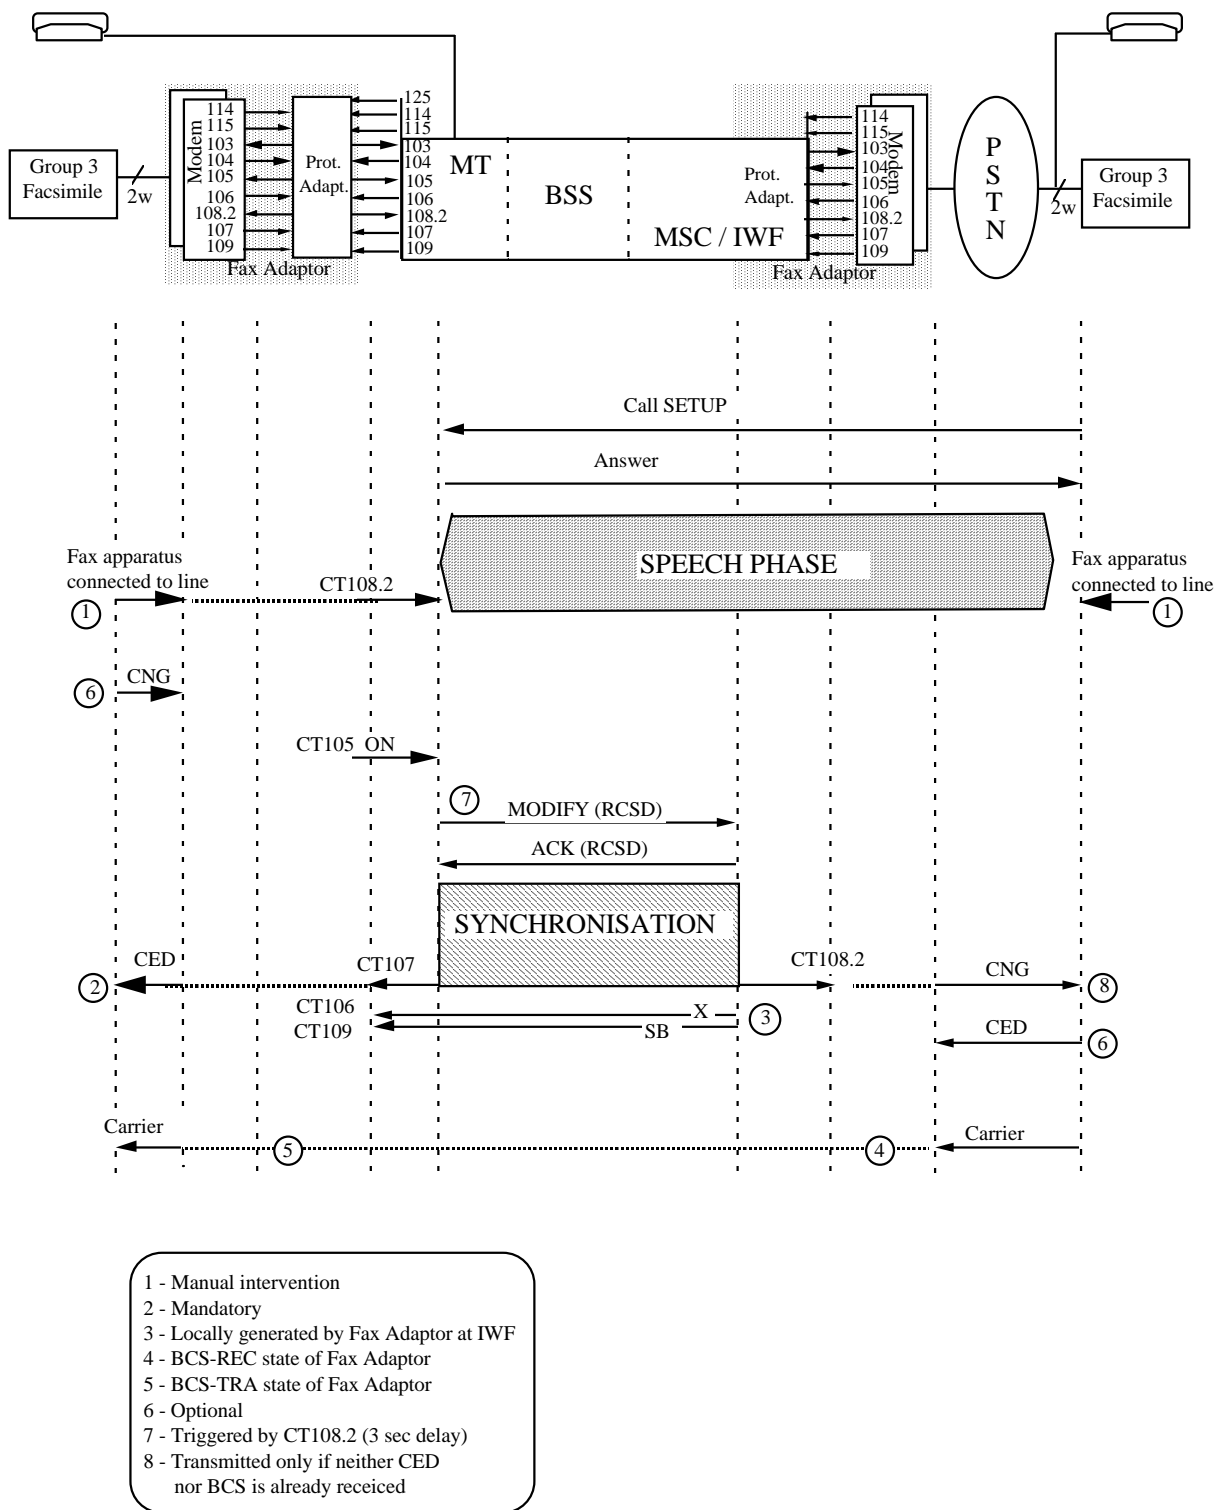 125
114
114
114
115
115
115
103
103
103
Modem
104
104
104
Modem
105
105
105
106
106
106
108.2
108.2
108.2
107
107
107
109
109
109
Group 3
Facsimile
2w
Prot.
Adapt.
Fax Adaptor
MT
BSS
MSC / IWF
Prot.
Adapt.
Fax Adaptor
P
S
T
N
2w
Group 3
Facsimile
Call SETUP
Answer
SPEECH PHASE
Fax apparatus
connected to line
1
CT108.2
Fax apparatus
connected to line
1
6
CNG
CT105 ON
7
MODIFY (RCSD)
ACK (RCSD)
SYNCHRONISATION
2
CED
CT107
CT108.2
CNG
8
CT106
X
3
CT109
SB
CED
6
Carrier
5
4
Carrier
1 - Manual intervention
2 - Mandatory
3 - Locally generated by Fax Adaptor at IWF
4 - BCS-REC state of Fax Adaptor
5 - BCS-TRA state of Fax Adaptor
6 - Optional
7 - Triggered by CT108.2 (3 sec delay)
8 - Transmitted only if neither CED
nor BCS is already receiced